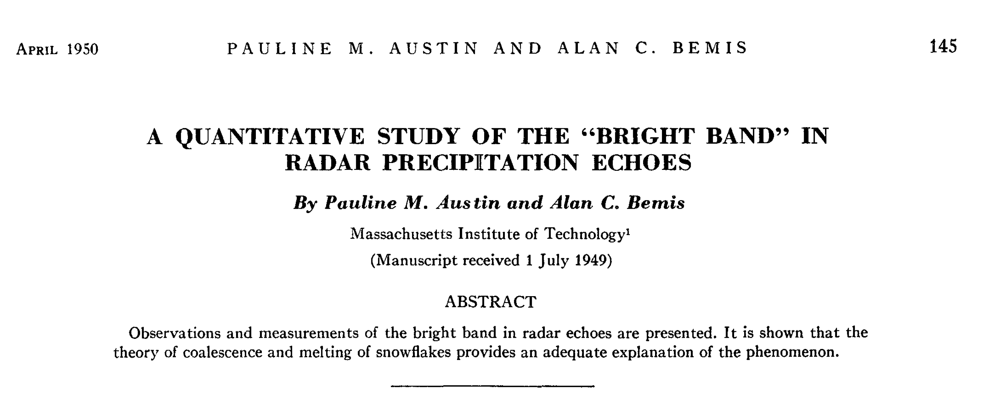 APRIL 1950 PAULINE M. AUSTIN AND ALAN C. BEMIS 145
A QUANTITATIVE STUDY OF THE “BRIGHT BAND” IN
RADAR PRECIPITATION ECHOES
By Pauline M. Austin and Alan C. Bemis
Massachusetts Institute of Technology¹
(Manuscript received 1 July 1949)
ABSTRACT
Observations and measurements of the bright band in radar echoes are presented. It is shown that the
theory of coalescence and melting of snowflakes provides an adequate explanation of the phenomenon.